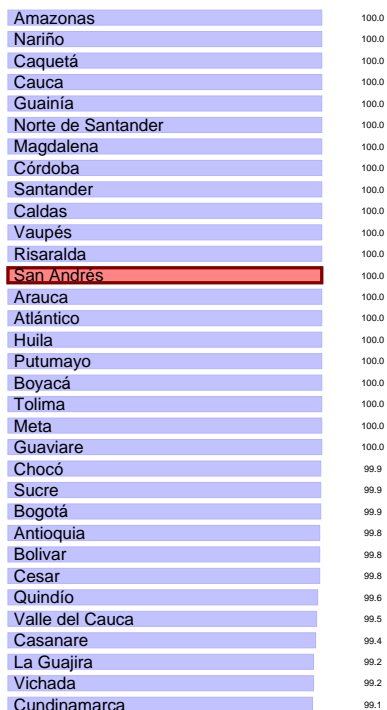 Amazonas 100.0
Nariño 100.0
Caquetá 100.0
Cauca 100.0
Guainía 100.0
Norte de Santander 100.0
Magdalena 100.0
Córdoba 100.0
Santander 100.0
Caldas 100.0
Vaupés 100.0
Risaralda 100.0
San Andrés 100.0
Arauca 100.0
Atlántico 100.0
Huila 100.0
Putumayo 100.0
Boyacá 100.0
Tolima 100.0
Meta 100.0
Guaviare 100.0
Chocó 99.9
Sucre 99.9
Bogotá 99.9
Antioquia 99.8
Bolivar 99.8
Cesar 99.8
Quindío 99.6
Valle del Cauca 99.5
Casanare 99.4
La Guajira 99.2
Vichada 99.2
Cundinamarca 99.1